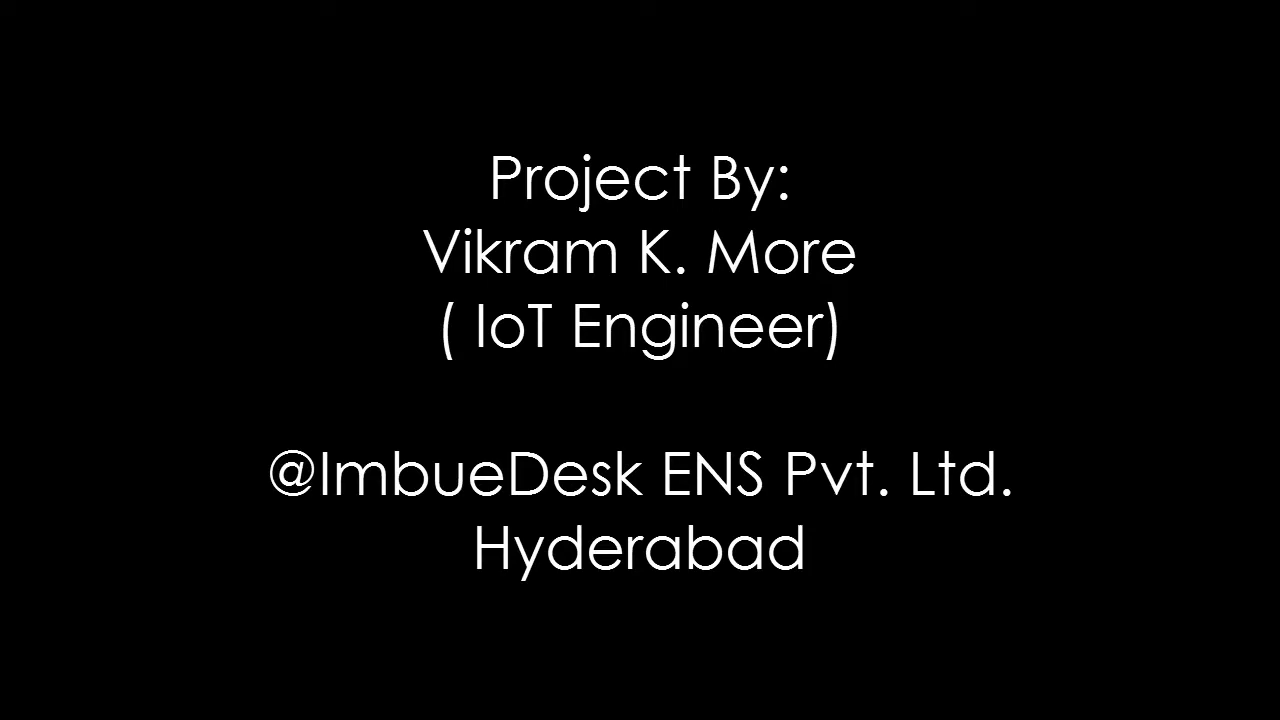 Project By:
Vikram K. More
( IoT Engineer)
@ImbueDesk ENS Pvt. Ltd.
Hyderabad